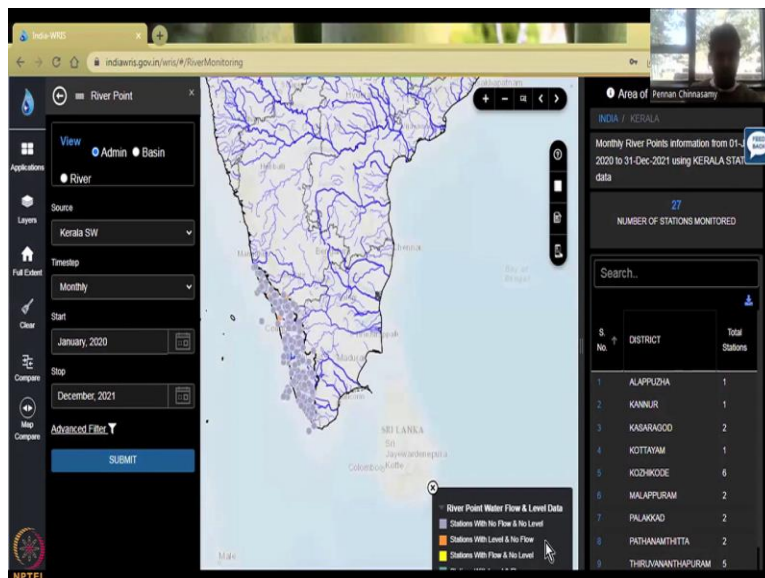 India-WRIS
indiawris.gov.in/wris/#/RiverMonitoring
River Point
View
Admin
Basin
River
Source
Kerala SW
Timestep
Monthly
Start
January, 2020
Stop
December, 2021
Advanced Filter
SUBMIT
Applications
Layers
Full Extent
Clear
Compare
Map
Compare
NPTEL
SRI LANKA
Sri
Jayewardenepura
Kotte
Male
River Point Water Flow & Level Data
Stations With No Flow & No Level
Stations With Level & No Flow
Stations With Flow & No Level
Pennan Chinnasamy
Area of
INDIA / KERALA
FEED
BACK
Monthly River Points information from 01-J
2020 to 31-Dec-2021 using KERALA STAT
data
27
NUMBER OF STATIONS MONITORED
Search..
S.
No.
DISTRICT
Total
Stations
1 ALAPPUZHA 1
2 KANNUR 1
3 KASARAGOD 2
4 KOTTAYAM 1
5 KOZHIKODE 6
6 MALAPPURAM 2
7 PALAKKAD 2
8 PATHANAMTHITTA 2
9 THIRUVANANTHAPURAM 5